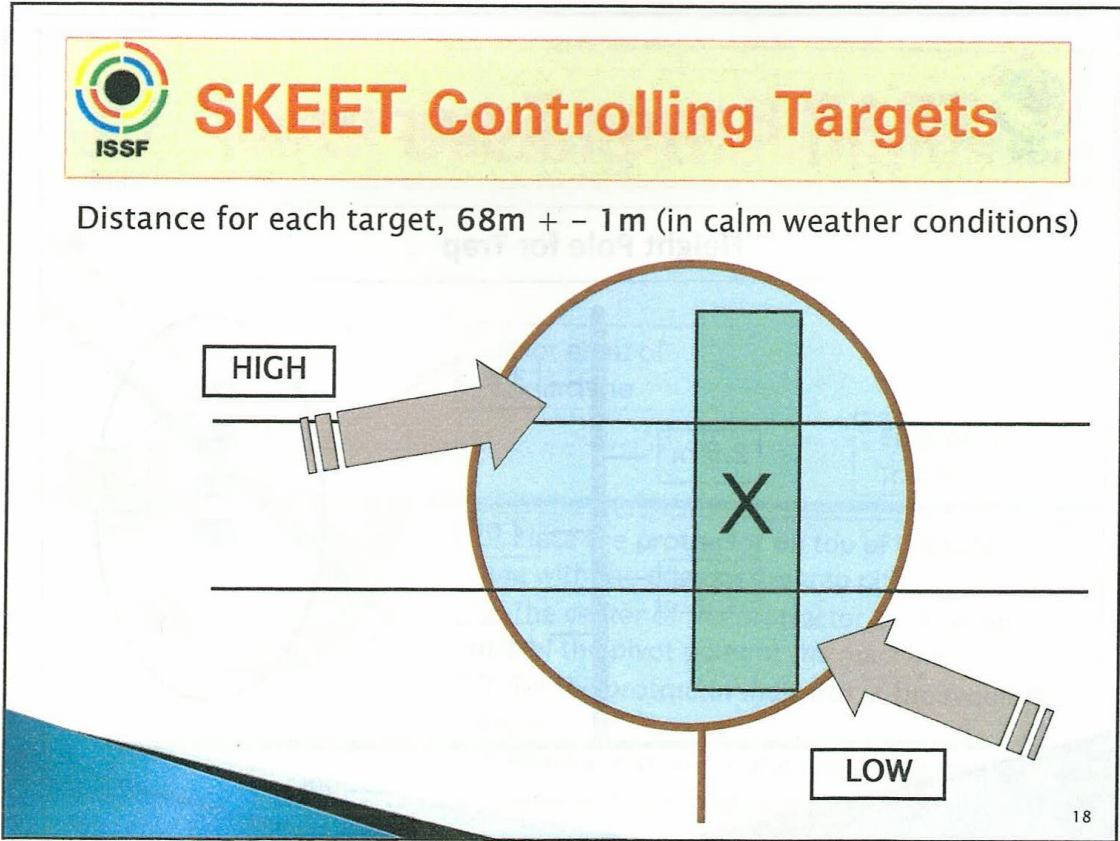 ISSF
SKEET Controlling Targets
Distance for each target, 68m + – 1m (in calm weather conditions)
HIGH
X
LOW
18